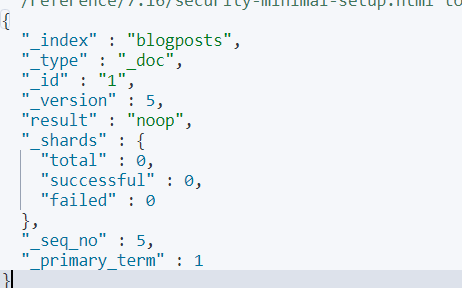 /reference/7.16/security-minimal-setup.html to
{
  "_index" : "blogposts",
  "_type" : "_doc",
  "_id" : "1",
  "_version" : 5,
  "result" : "noop",
  "_shards" : {
    "total" : 0,
    "successful" : 0,
    "failed" : 0
  },
  "_seq_no" : 5,
  "_primary_term" : 1
}